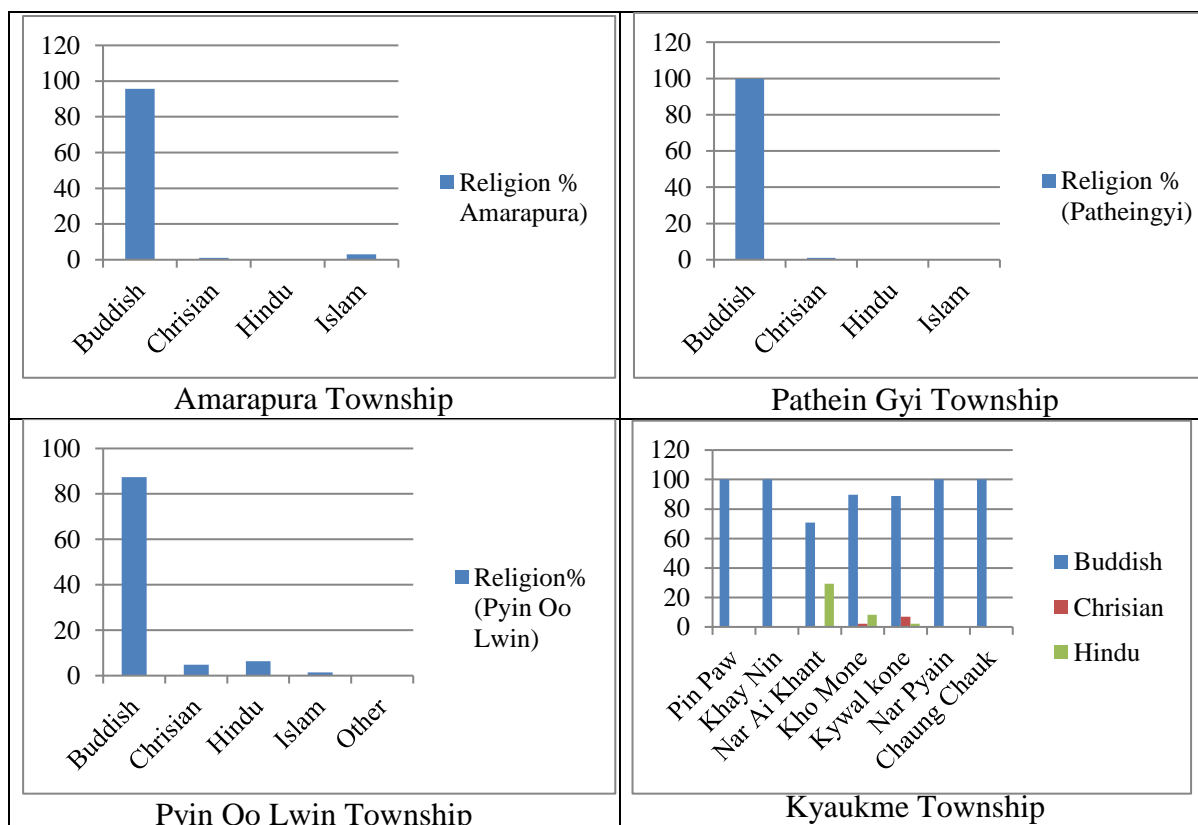 120
100
80
60
40
20
0
Buddish
Chrisian
Hindu
Islam
Religion %
Amarapura)
Amarapura Township
120
100
80
60
40
20
0
Buddish
Chrisian
Hindu
Islam
Religion %
(Patheingyi)
Pathein Gyi Township
100
80
60
40
20
0
Buddish
Chrisian
Hindu
Islam
Other
Religion%
(Pyin Oo
Lwin)
Pyin Oo Lwin Township
120
100
80
60
40
20
0
Pin Paw
Khay Nin
Nar Ai Khant
Kho Mone
Kywal kone
Nar Pyain
Chaung Chauk
Buddish
Chrisian
Hindu
Kyaukme Township